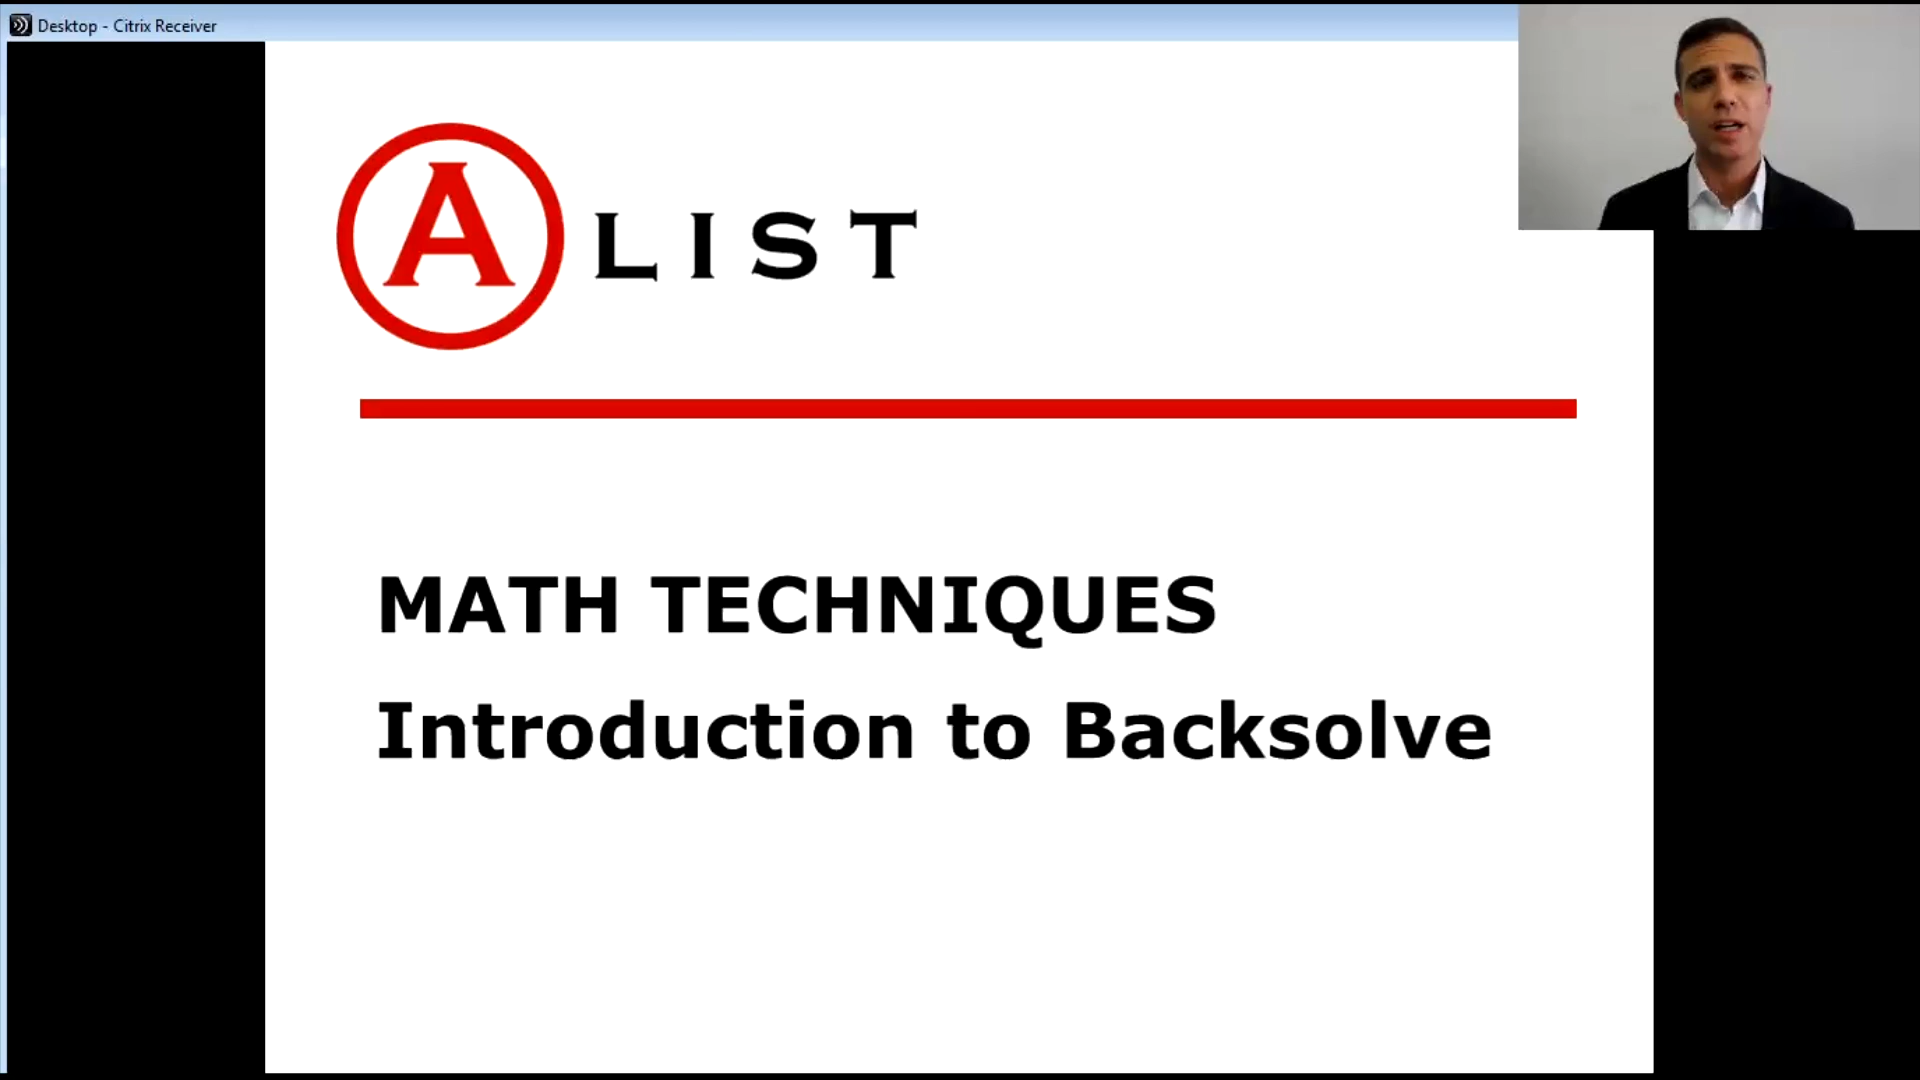 Desktop - Citrix Receiver
A LIST
MATH TECHNIQUES
Introduction to Backsolve